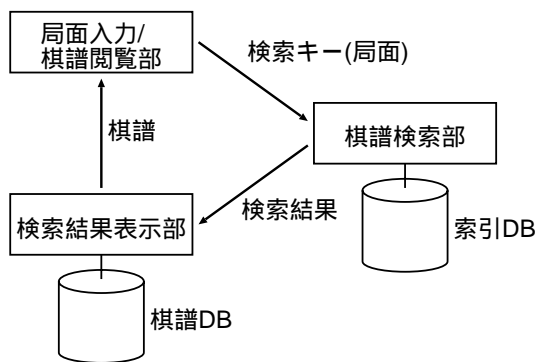 局面入力/
棋譜閲覧部
検索キー(局面)
棋譜
棋譜検索部
検索結果
検索結果表示部
索引DB
棋譜DB